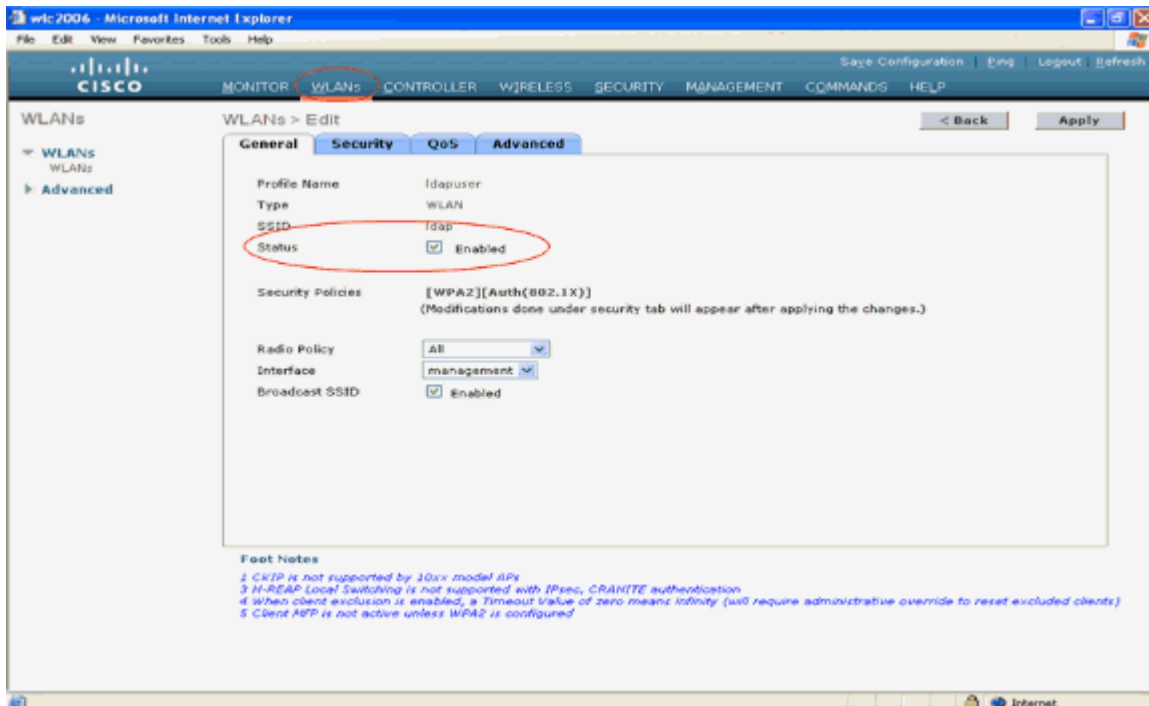 wlc2006 - Microsoft Internet Explorer
File Edit View Favorites Tools Help
Save Configuration | Ping | Logout | Refresh
CISCO
MONITOR WLANs CONTROLLER WIRELESS SECURITY MANAGEMENT COMMANDS HELP
WLANs
WLANs > Edit
< Back
Apply
WLANs
WLANs
Advanced
General Security QoS Advanced
Profile Name ldapuser
Type WLAN
SSID ldap
Status Enabled
Security Policies [WPA2][Auth(802.1X)]
(Modifications done under security tab will appear after applying the changes.)
Radio Policy All
Interface management
Broadcast SSID Enabled
Foot Notes
1 CKIP is not supported by 10xx model APs
3 H-REAP Local Switching is not supported with IPsec, CRANITE authentication
4 When client exclusion is enabled, a Timeout Value of zero means infinity (will require administrative override to reset excluded clients)
5 Client MFP is not active unless WPA2 is configured
Internet